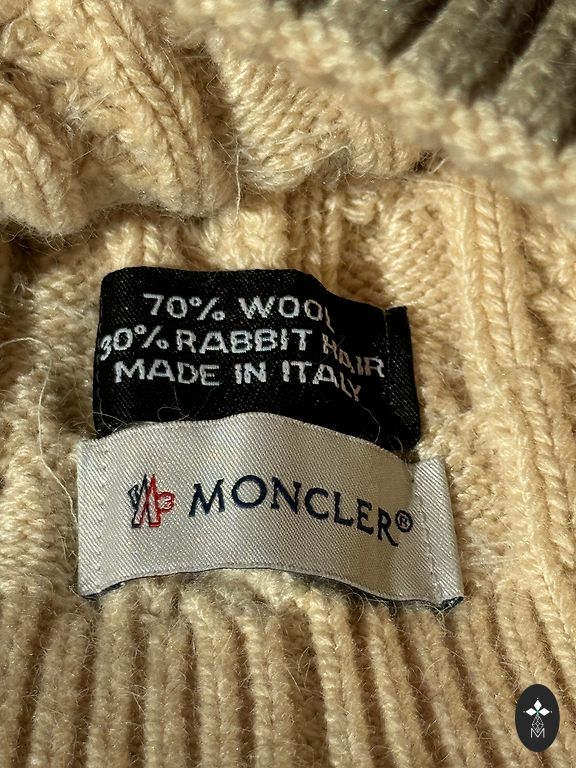 70% WOOL
30% RABBIT HAIR
MADE IN ITALY
MONCLER®
M